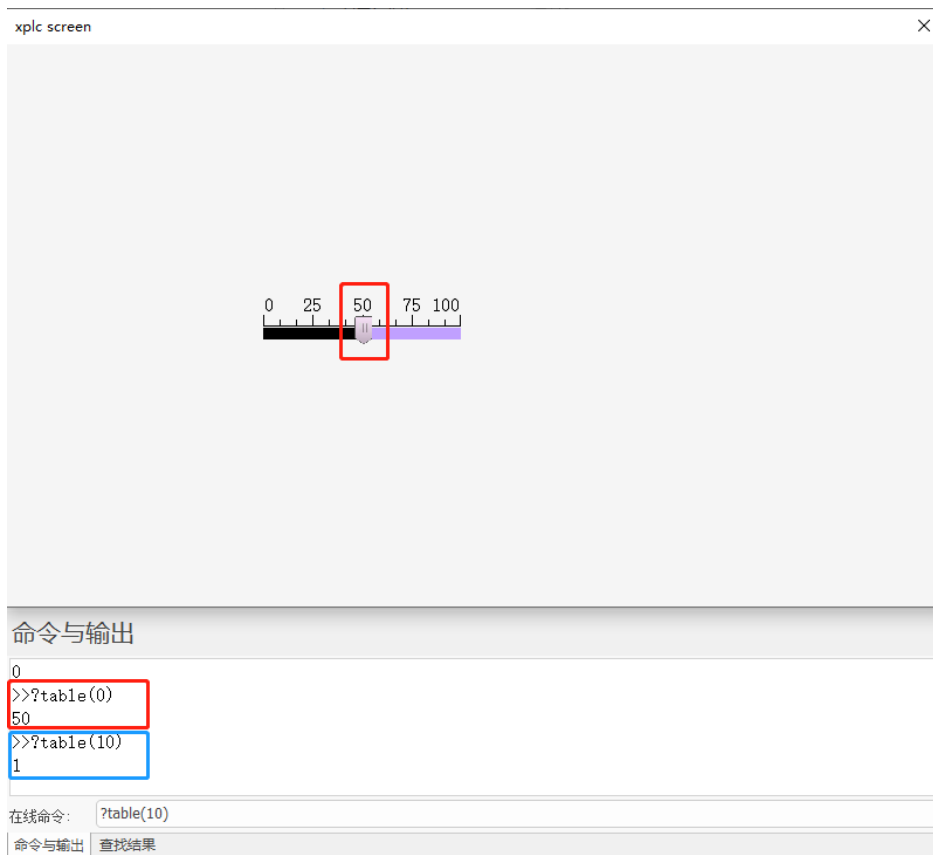 xplc screen
0 25 50 75 100
命令与输出
0
>>?table(0)
50
>>?table(10)
1
在线命令: ?table(10)
命令与输出 查找结果